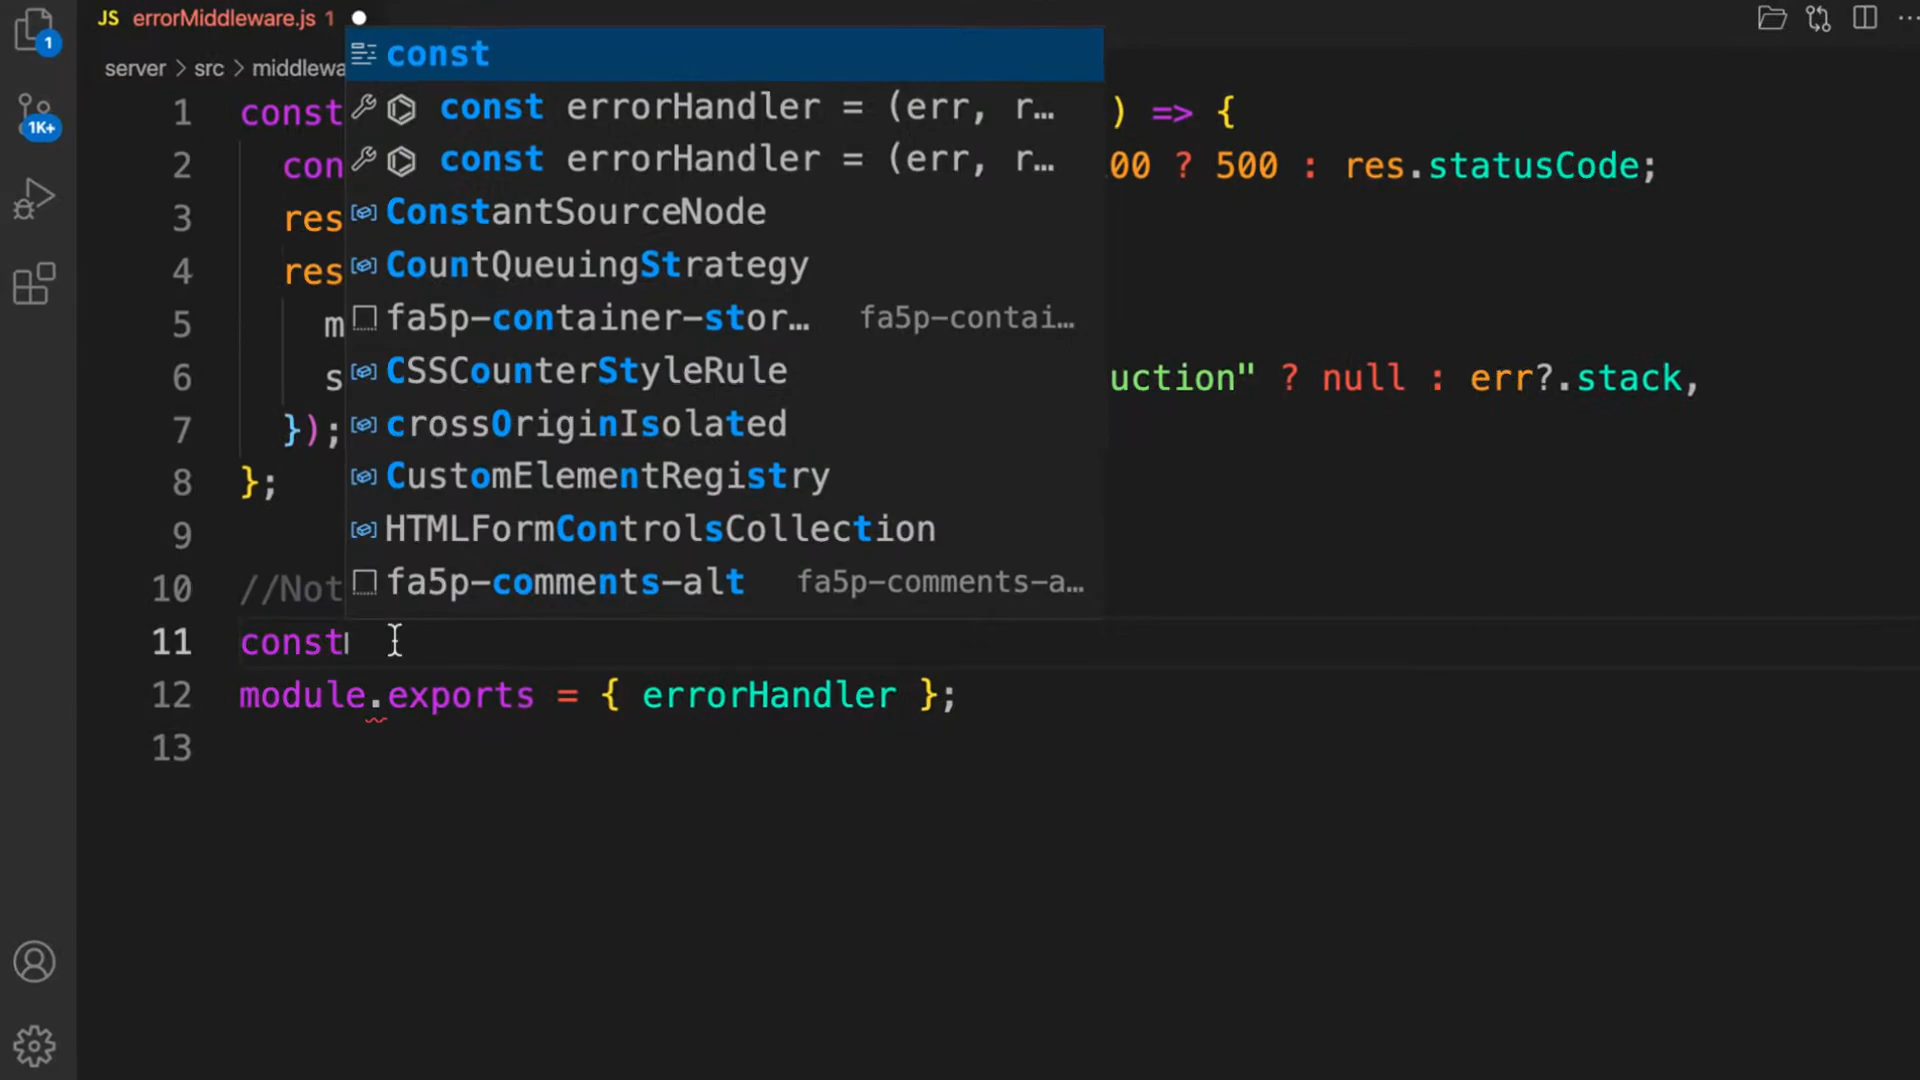 JS errorMiddleware.js 1
server > src > middlewa
1 const ) => {
2 con 00 ? 500 : res.statusCode;
3 res
4 res
5 m
6 s uction" ? null : err?.stack,
7 });
8 };
9
10 //Not
11 const
12 module.exports = { errorHandler };
13
const
const errorHandler = (err, r…
const errorHandler = (err, r…
ConstantSourceNode
CountQueuingStrategy
fa5p-container-stor… fa5p-contai…
CSSCounterStyleRule
crossOriginIsolated
CustomElementRegistry
HTMLFormControlsCollection
fa5p-comments-alt fa5p-comments-a…
1
1K+